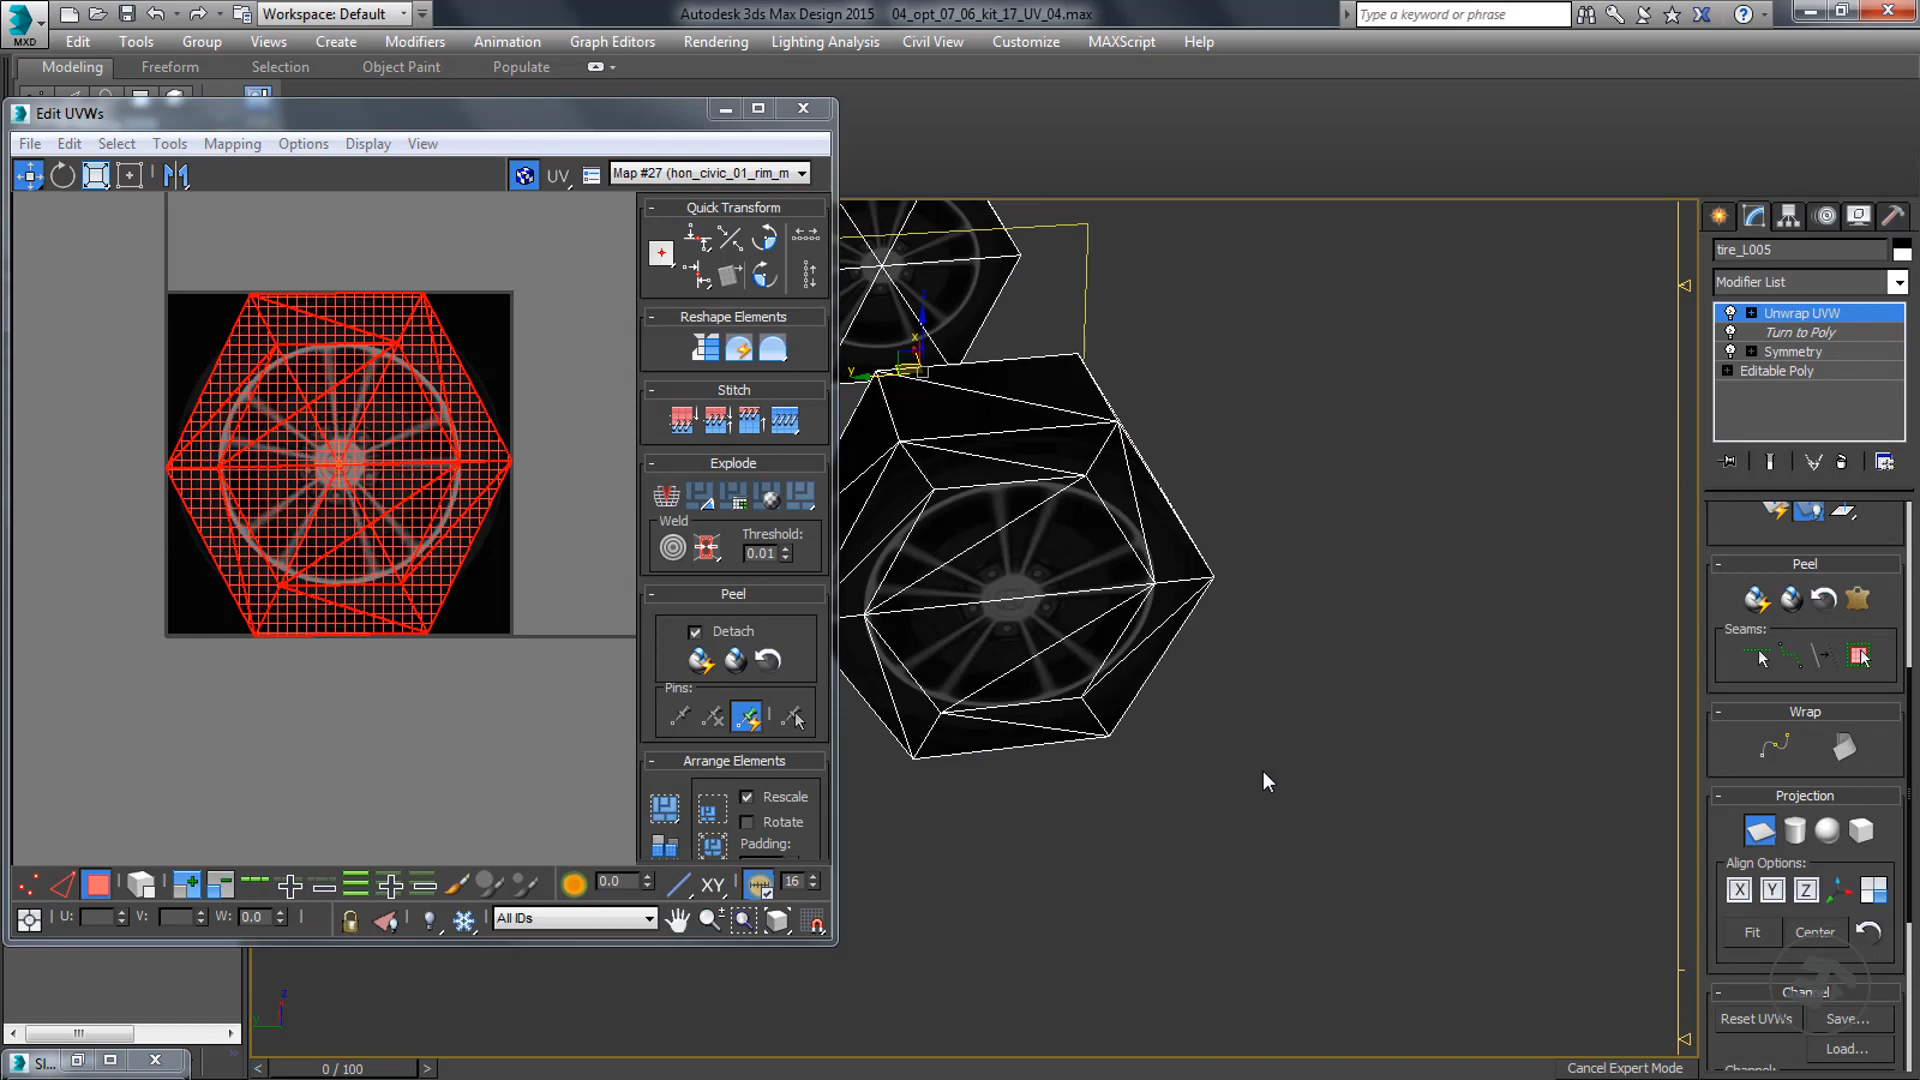 MXD
Workspace: Default
Autodesk 3ds Max Design 2015 04_opt_07_06_kit_17_UV_04.max
Type a keyword or phrase
Edit Tools Group Views Create Modifiers Animation Graph Editors Rendering Lighting Analysis Civil View Customize MAXScript Help
Modeling Freeform Selection Object Paint Populate
Edit UVWs
File Edit Select Tools Mapping Options Display View
UV Map #27 (hon_civic_01_rim_m
Quick Transform
Reshape Elements
Stitch
Explode
Weld
Threshold:
0.01
Peel
Detach
Pins:
Arrange Elements
Rescale
Rotate
Padding:
0.0 XY 16
U: V: W: 0.0 All IDs
z
x
y
tire_L005
Modifier List
Unwrap UVW
Turn to Poly
Symmetry
Editable Poly
Peel
Seams:
Wrap
Projection
Align Options:
X Y Z
Fit Center
Channel
Reset UVWs Save...
Load...
z
y
Sl...
0 / 100
Cancel Expert Mode